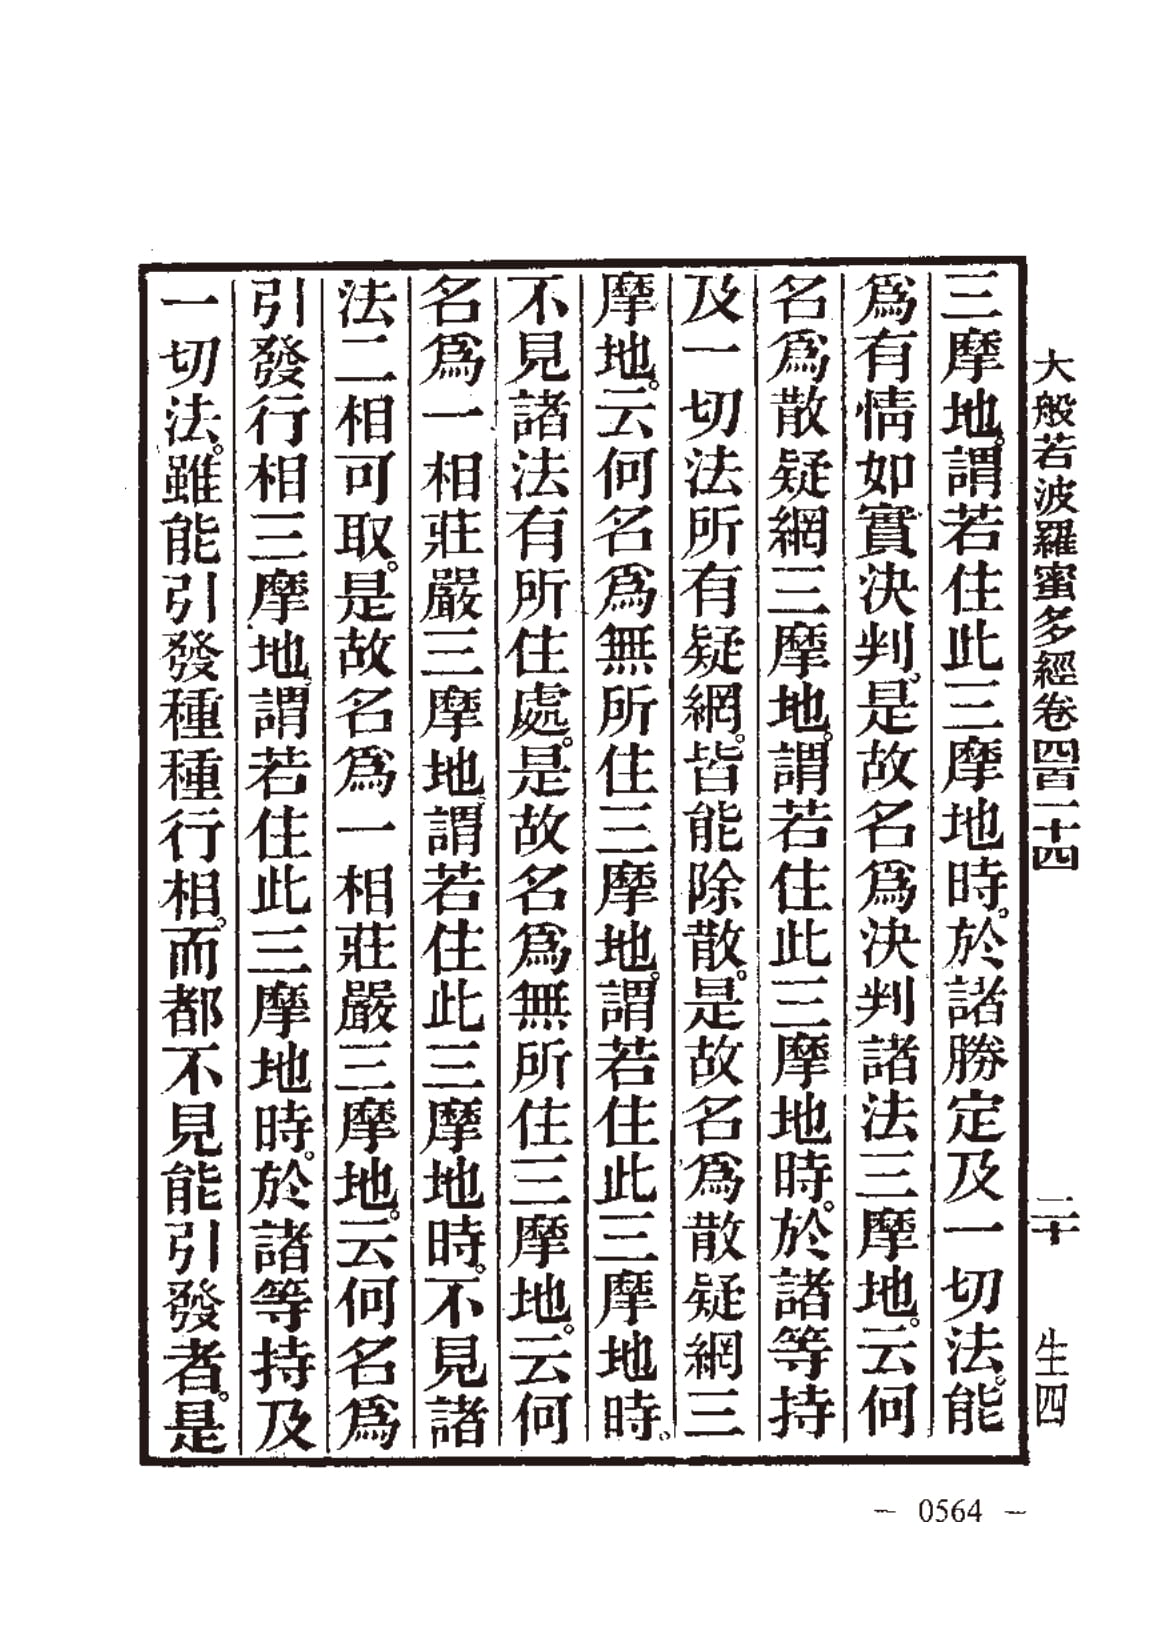 大般若波羅蜜多經卷四百一十四
二十
生四
三摩地。謂若住此三摩地時。於諸勝定及一切法。能
爲有情如實決判。是故名爲決判諸法三摩地。云何
名爲散疑網三摩地。謂若住此三摩地時。於諸等持
及一切法所有疑網。皆能除散。是故名爲散疑網三
摩地。云何名爲無所住三摩地。謂若住此三摩地時。
不見諸法有所住處。是故名爲無所住三摩地。云何
名爲一相莊嚴三摩地。謂若住此三摩地時。不見諸
法二相可取。是故名爲一相莊嚴三摩地。云何名爲
引發行相三摩地。謂若住此三摩地時。於諸等持及
一切法。雖能引發種種行相。而都不見能引發者。是
— 0564 —